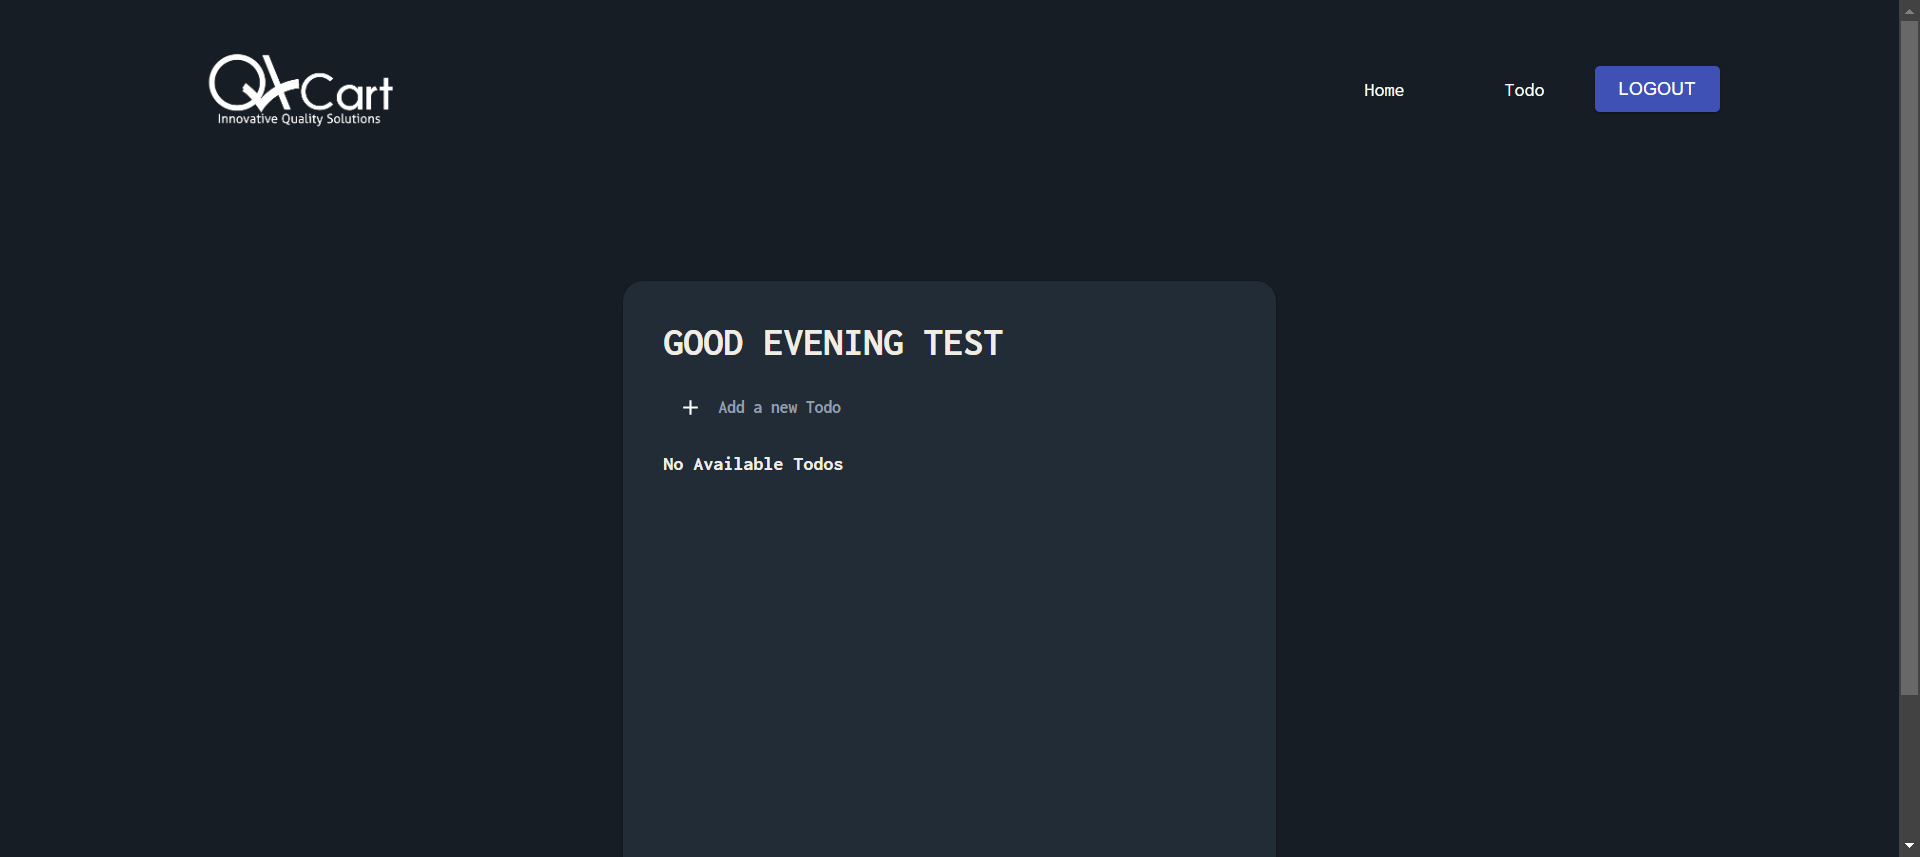 QACart
Innovative Quality Solutions
Home
Todo
LOGOUT
GOOD EVENING TEST
Add a new Todo
No Available Todos